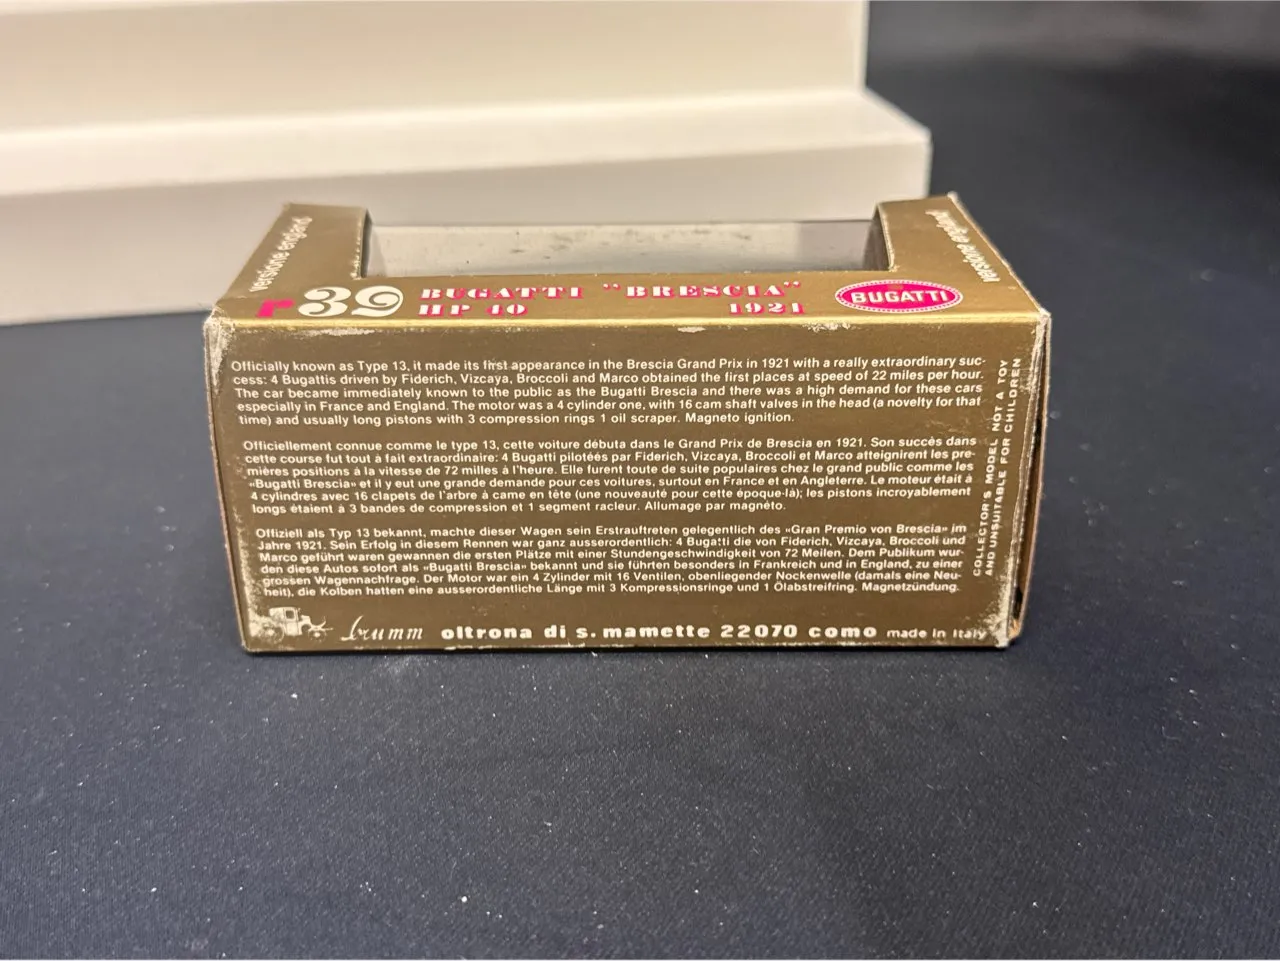 versione england
r39
BUGATTI "BRESCIA"
HP 40
1921
BUGATTI
versione england
Officially known as Type 13, it made its first appearance in the Brescia Grand Prix in 1921 with a really extraordinary suc-
cess: 4 Bugattis driven by Fiderich, Vizcaya, Broccoli and Marco obtained the first places at speed of 22 miles per hour.
The car became immediately known to the public as the Bugatti Brescia and there was a high demand for these cars
especially in France and England. The motor was a 4 cylinder one, with 16 cam shaft valves in the head (a novelty for that
time) and usually long pistons with 3 compression rings 1 oil scraper. Magneto ignition.
Officiellement connue comme le type 13, cette voiture débuta dans le Grand Prix de Brescia en 1921. Son succès dans
cette course fut tout à fait extraordinaire: 4 Bugatti pilotéés par Fiderich, Vizcaya, Broccoli et Marco atteignirent les pre-
mières positions à la vitesse de 72 milles à l'heure. Elle furent toute de suite populaires chez le grand public comme les
«Bugatti Brescia» et il y eut une grande demande pour ces voitures, surtout en France et en Angleterre. Le moteur était à
4 cylindres avec 16 clapets de l'arbre à came en tête (une nouveauté pour cette époque-là); les pistons incroyablement
longs étaient à 3 bandes de compression et 1 segment racleur. Allumage par magnèto.
Offiziell als Typ 13 bekannt, machte dieser Wagen sein Erstrauftreten gelegentlich des «Gran Premio von Brescia» im
Jahre 1921. Sein Erfolg in diesem Rennen war ganz ausserordentlich: 4 Bugatti die von Fiderich, Vizcaya, Broccoli und
Marco geführt waren gewannen die ersten Plätze mit einer Stundengeschwindigkeit von 72 Meilen. Dem Publikum wur-
den diese Autos sofort als «Bugatti Brescia» bekannt und sie führten besonders in Frankreich und in England, zu einer
grossen Wagennachfrage. Der Motor war ein 4 Zylinder mit 16 Ventilen, obenliegender Nockenwelle (damals eine Neu-
heit), die Kolben hatten eine ausserordentliche Länge mit 3 Kompressionsringe und 1 Ölabstreifring. Magnetzündung.
COLLECTOR'S MODEL NOT A TOY
AND UNSUITABLE FOR CHILDREN
brumm oltrona di s. mamette 22070 como made in Italy